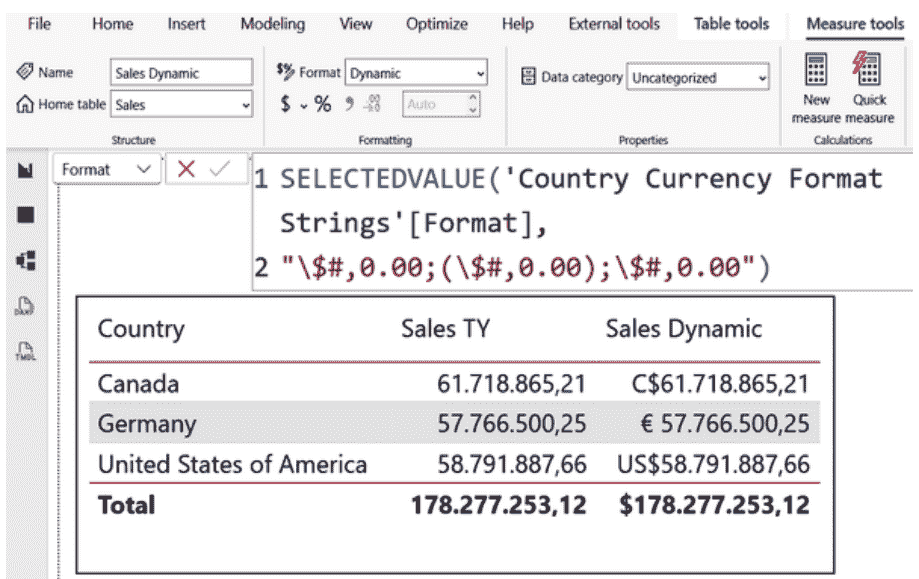 File Home Insert Modeling View Optimize Help External tools Table tools Measure tools
Name Sales Dynamic $% Format Dynamic Data category Uncategorized
Home table Sales $ % Auto New measure Quick measure
Structure Formatting Properties Calculations
Format 1 SELECTEDVALUE('Country Currency Format
Strings'[Format],
2 "\$#,0.00;(\$#,0.00);\$#,0.00")
DAX
TMDL
Country Sales TY Sales Dynamic
Canada 61.718.865,21 C$61.718.865,21
Germany 57.766.500,25 € 57.766.500,25
United States of America 58.791.887,66 US$58.791.887,66
Total 178.277.253,12 $178.277.253,12